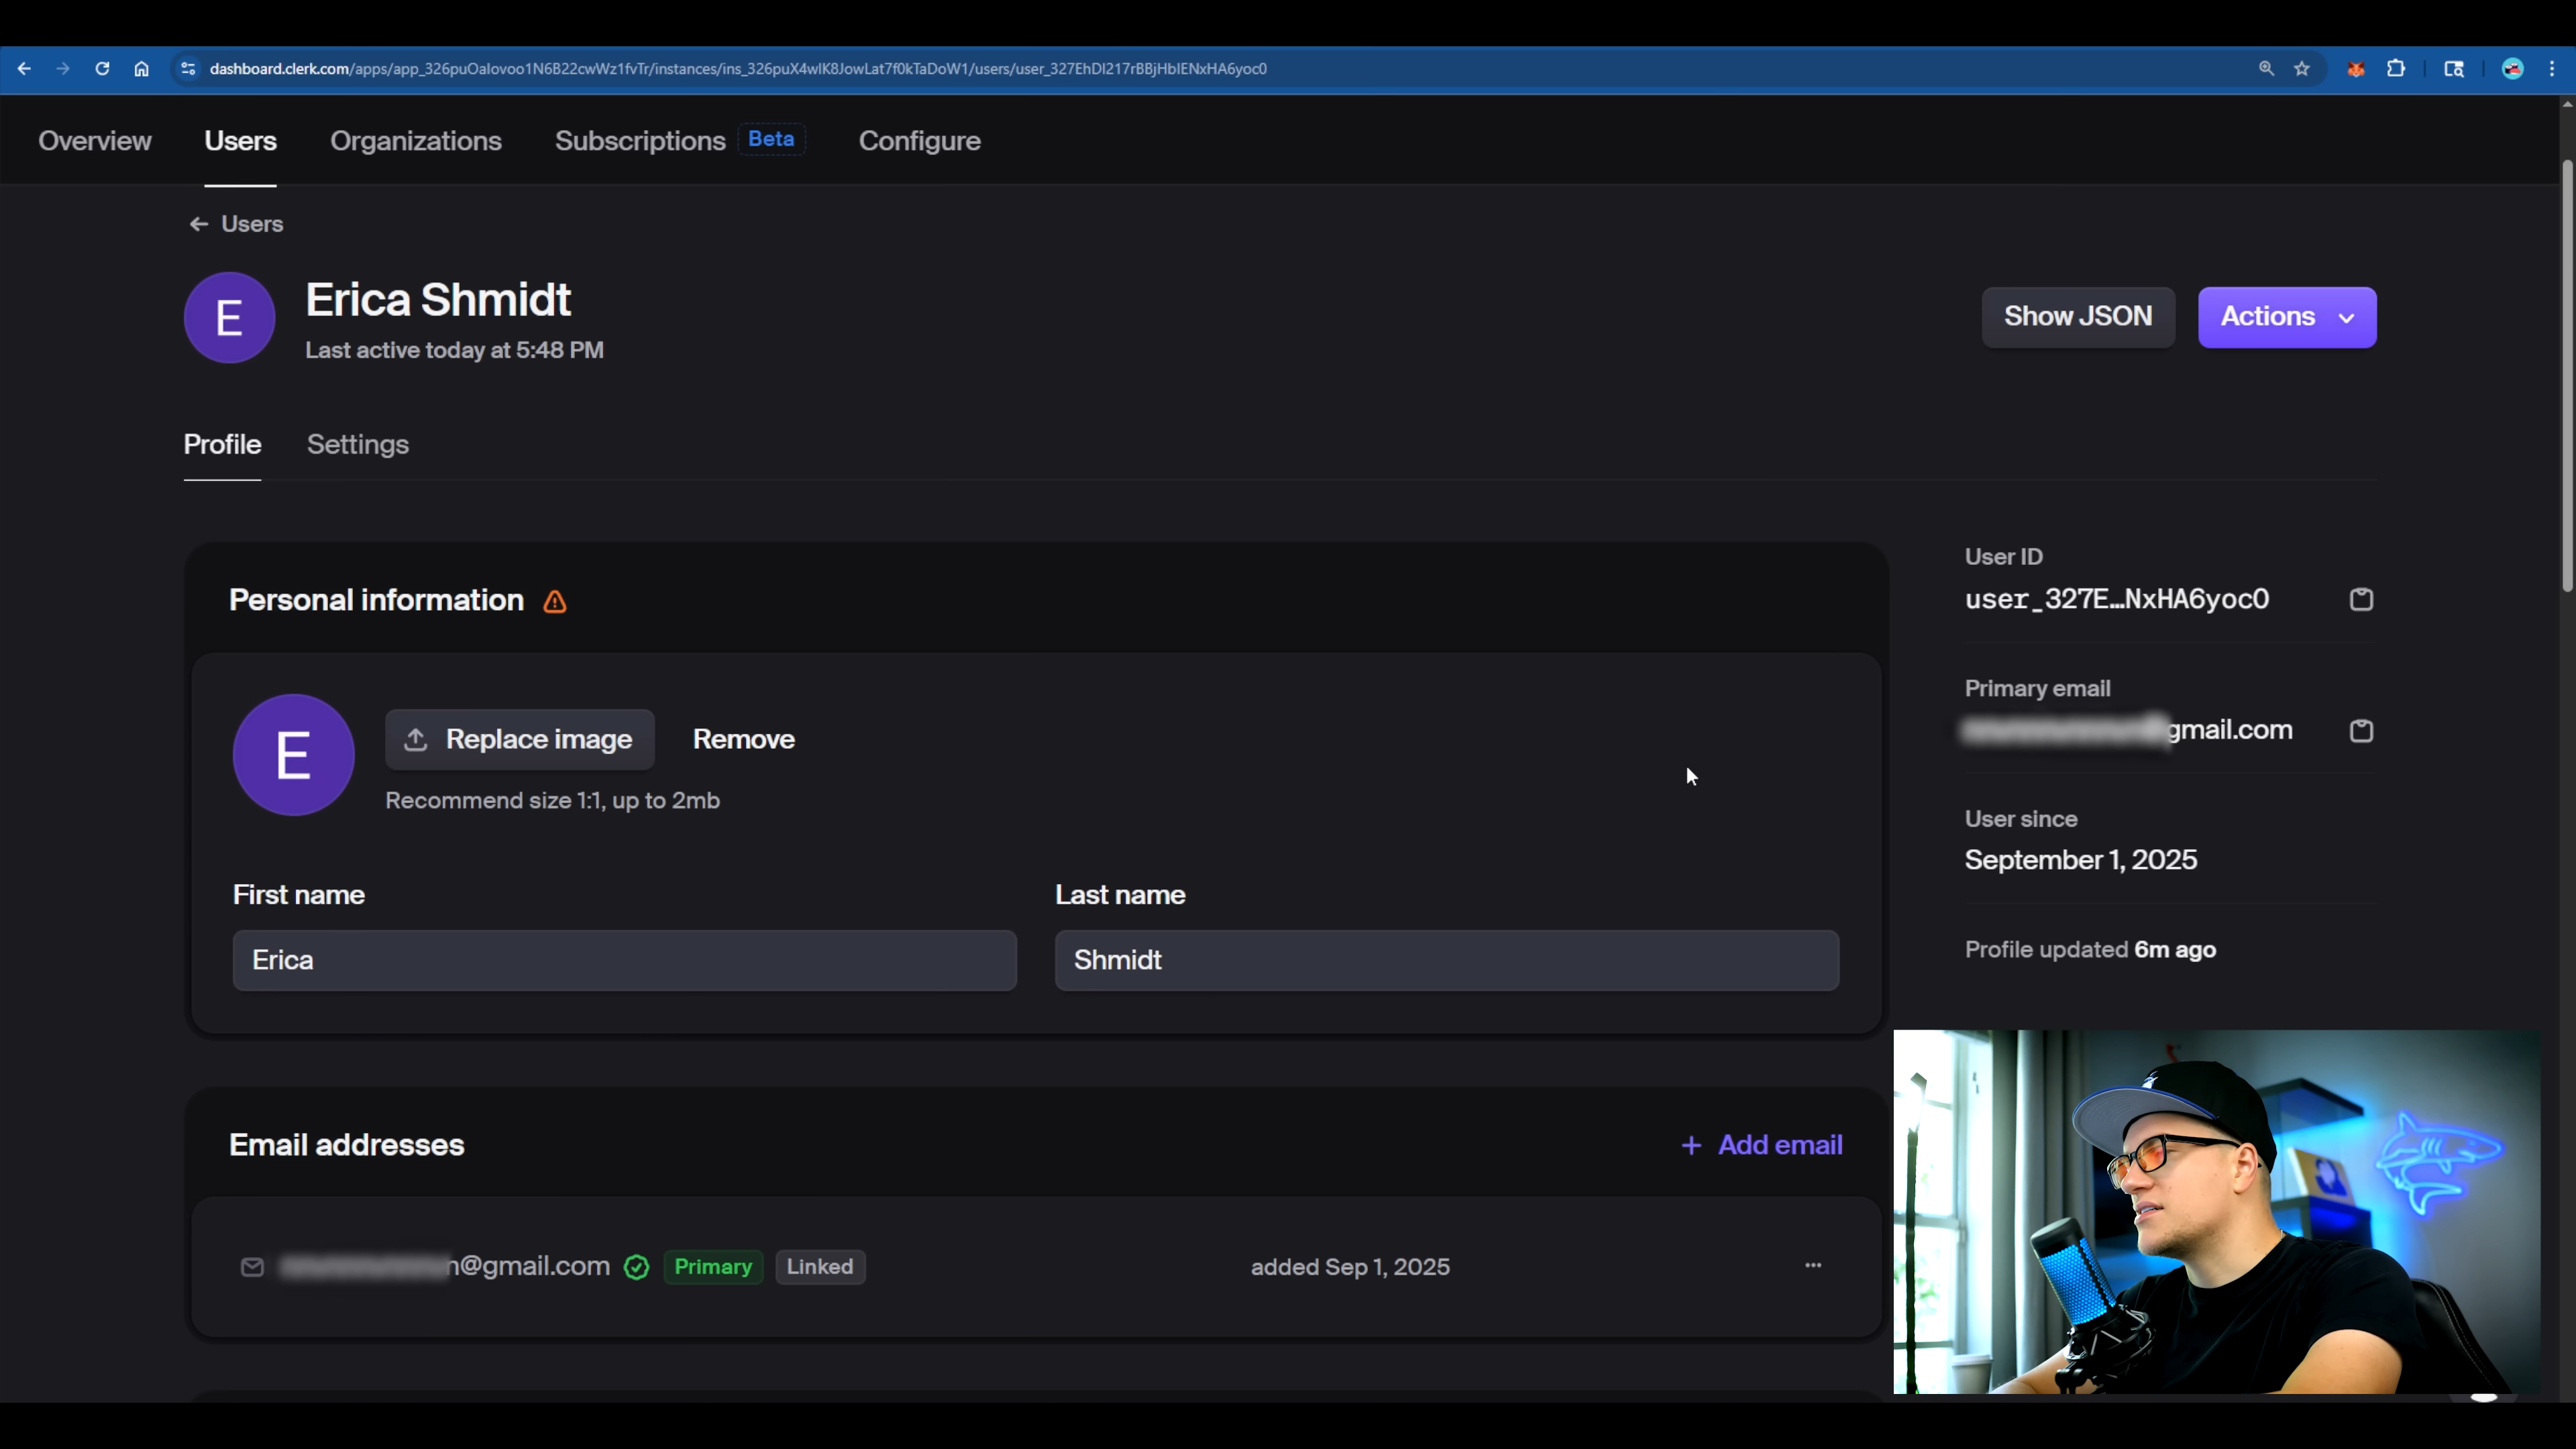 dashboard.clerk.com/apps/app_326puOaIovoo1N6B22cwWz1fvTr/instances/ins_326puX4wlK8JowLat7f0kTaDoW1/users/user_327EhDI217rBBjHbIENxHA6yoc0
Overview Users Organizations Subscriptions Beta Configure
Users
E
Erica Shmidt
Last active today at 5:48 PM
Show JSON
Actions
Profile Settings
Personal information
E
Replace image
Remove
Recommend size 1:1, up to 2mb
First name
Erica
Last name
Shmidt
User ID
user_327E…NxHA6yoc0
Primary email
gmail.com
User since
September 1, 2025
Profile updated 6m ago
Email addresses
+ Add email
@gmail.com Primary Linked added Sep 1, 2025